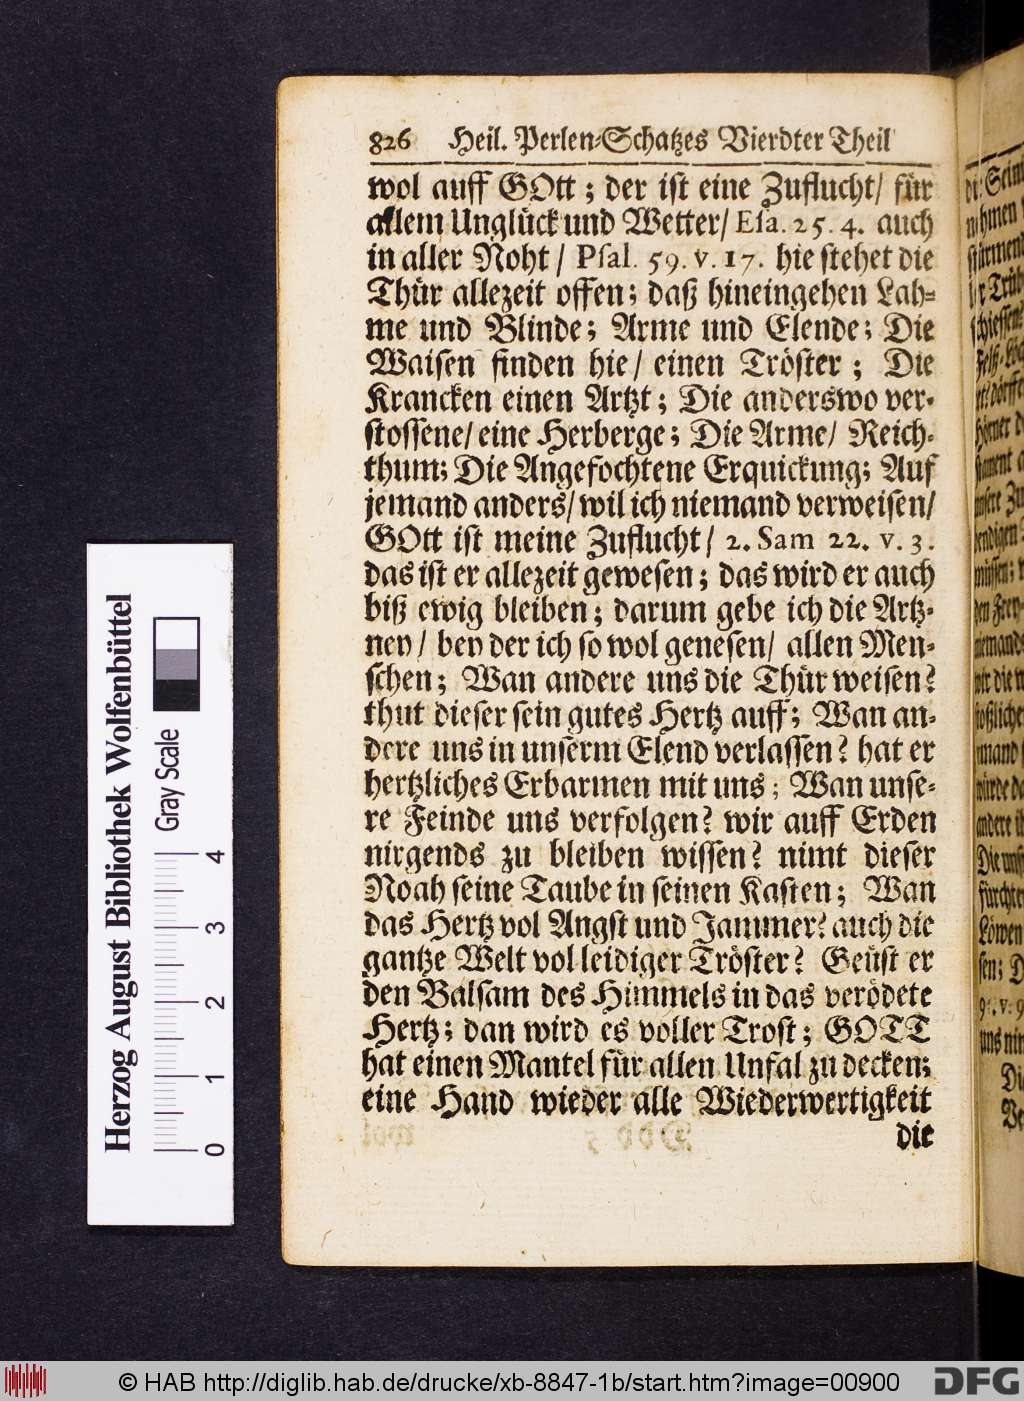 826 Heil. Perlen-Schatzes Vierdter Theil
wol auff GOtt; der ist eine Zuflucht/ für
allem Unglück und Wetter/ Esa. 25. 4. auch
in aller Noht/ Psal. 59. v. 17. hie stehet die
Thür allezeit offen; daß hineingehen Lah-
me und Blinde; Arme und Elende; Die
Waisen finden hie/ einen Tröster; Die
Krancken einen Artzt; Die anderswo ver-
stossene/ eine Herberge; Die Arme/ Reich-
thum; Die Angefochtene Erquickung; Auf
jemand anders/ wil ich niemand verweisen/
GOtt ist meine Zuflucht/ 2. Sam 22. v. 3.
das ist er allezeit gewesen; das wird er auch
biß ewig bleiben; darum gebe ich die Artz-
ney/ bey der ich so wol genesen/ allen Men-
schen; Wan andere uns die Thür weisen?
thut dieser sein gutes Hertz auff; Wan an-
dere uns in unserm Elend verlassen? hat er
hertzliches Erbarmen mit uns; Wan unse-
re Feinde uns verfolgen? wir auff Erden
nirgends zu bleiben wissen? nimt dieser
Noah seine Taube in seinen Kasten; Wan
das Hertz vol Angst und Jammer? auch die
gantze Welt vol leidiger Tröster? Geüst er
den Balsam des Himmels in das verödete
Hertz; dan wird es voller Trost; GOTT
hat einen Mantel für allen Unfal zu decken;
eine Hand wieder alle Wiederwertigkeit
die
Herzog August Bibliothek Wolfenbüttel
Gray Scale
0 1 2 3 4
© HAB http://diglib.hab.de/drucke/xb-8847-1b/start.htm?image=00900
DFG